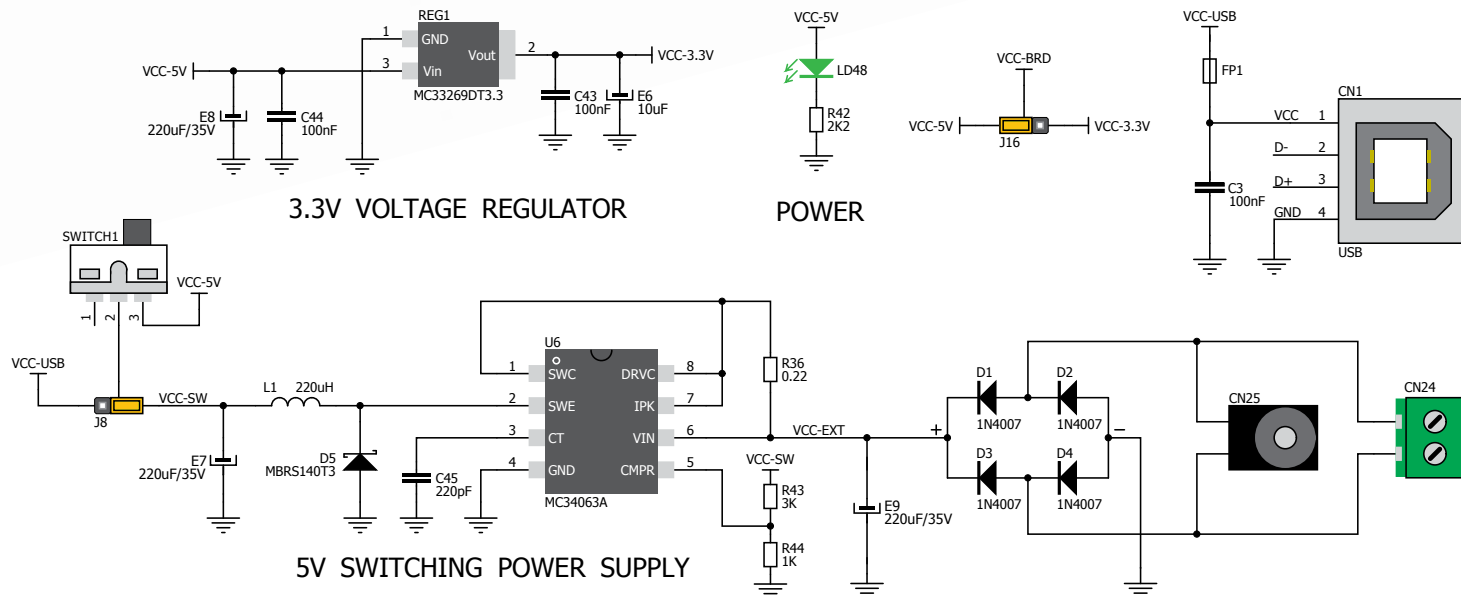 REG1
1
GND
Vout
2
VCC-3.3V
VCC-5V
3
Vin
MC33269DT3.3
E8
220uF/35V
C44
100nF
C43
100nF
E6
10uF
3.3V VOLTAGE REGULATOR
VCC-5V
LD48
R42
2K2
POWER
VCC-BRD
VCC-5V
VCC-3.3V
J16
VCC-USB
FP1
CN1
VCC
1
D-
2
D+
3
GND
4
C3
100nF
USB
SWITCH1
VCC-5V
1
2
3
VCC-USB
J8
VCC-SW
L1
220uH
E7
220uF/35V
D5
MBRS140T3
C45
220pF
U6
1
SWC
DRVC
8
2
SWE
IPK
7
3
CT
VIN
6
4
GND
CMPR
5
MC34063A
R36
0.22
VCC-EXT
VCC-SW
R43
3K
R44
1K
E9
220uF/35V
+
-
D1
1N4007
D2
1N4007
D3
1N4007
D4
1N4007
CN25
CN24
5V SWITCHING POWER SUPPLY